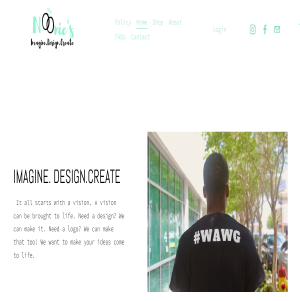 NOOrie's
Imagine.Design.Create
Policy Home Shop About
FAQs Contact
Login
IMAGINE. DESIGN.CREATE
It all starts with a vision, A vision
can be brought to life. Need a design? We
can make it. Need a logo? We can make
that too! We want to make your ideas come
to life.
#WAWG